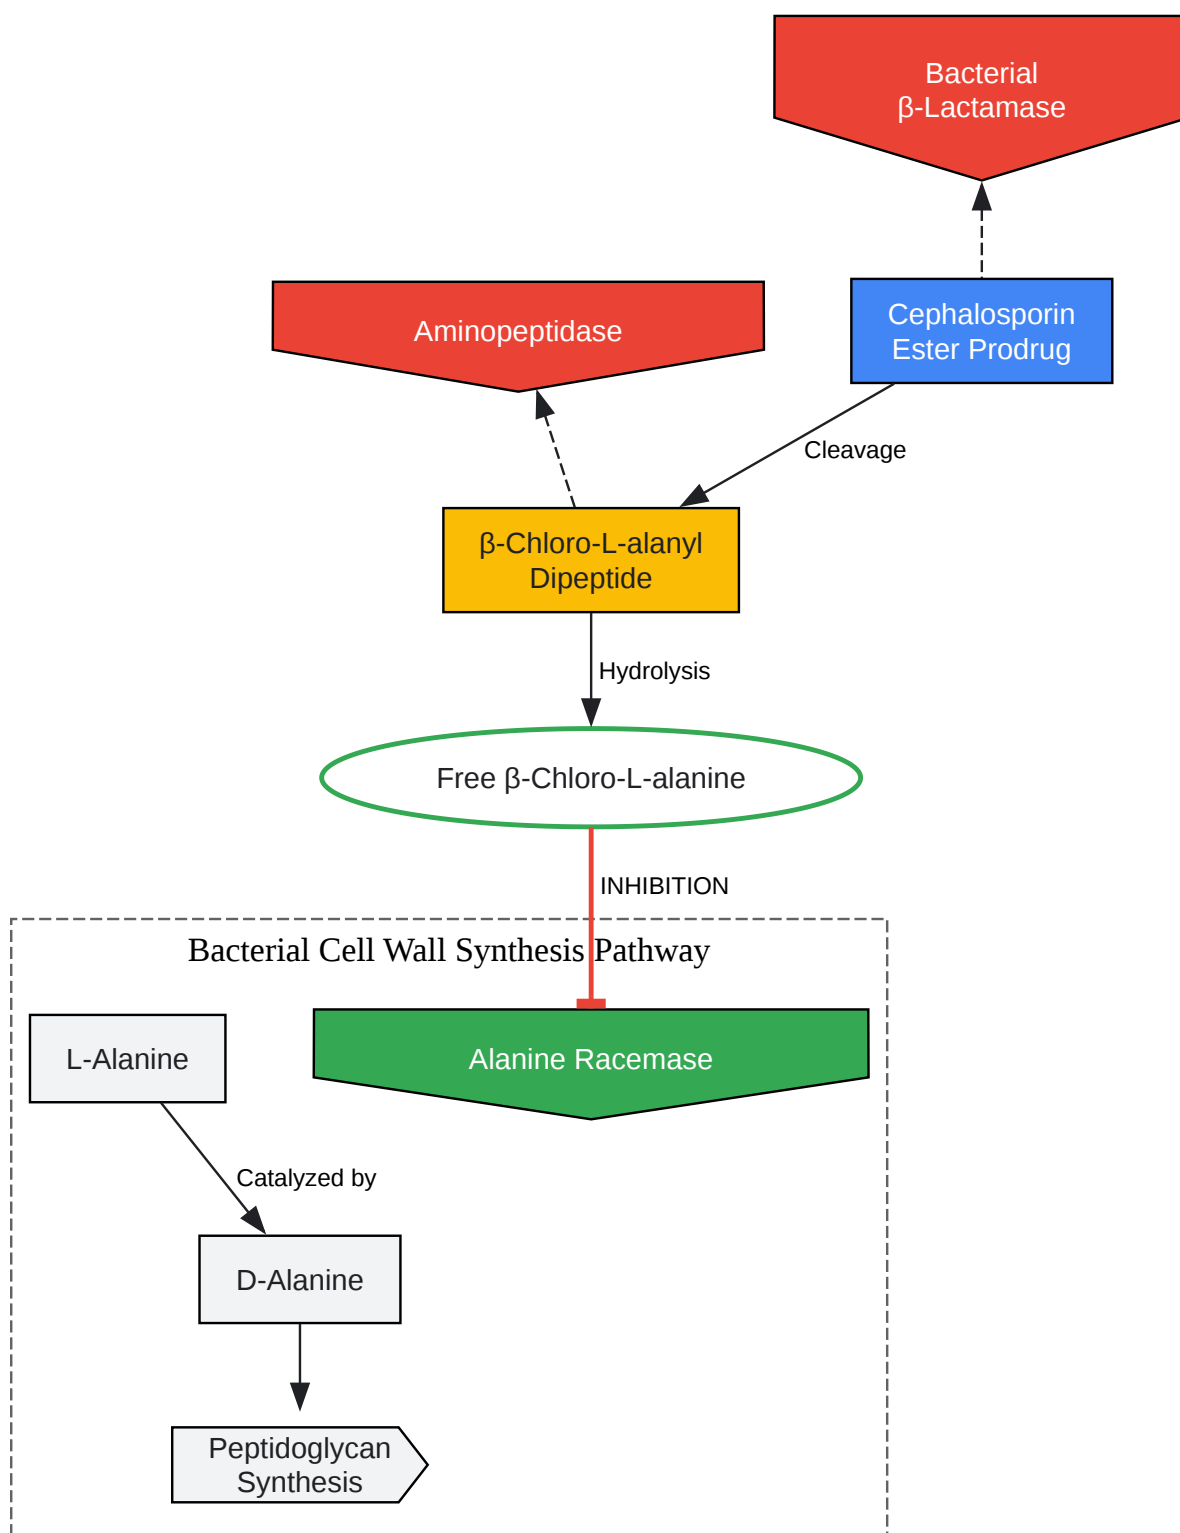 Bacterial
β-Lactamase
Cephalosporin
Ester Prodrug
Aminopeptidase
Cleavage
β-Chloro-L-alanyl
Dipeptide
Hydrolysis
Free β-Chloro-L-alanine
INHIBITION
Bacterial Cell Wall Synthesis Pathway
L-Alanine
Alanine Racemase
Catalyzed by
D-Alanine
Peptidoglycan
Synthesis